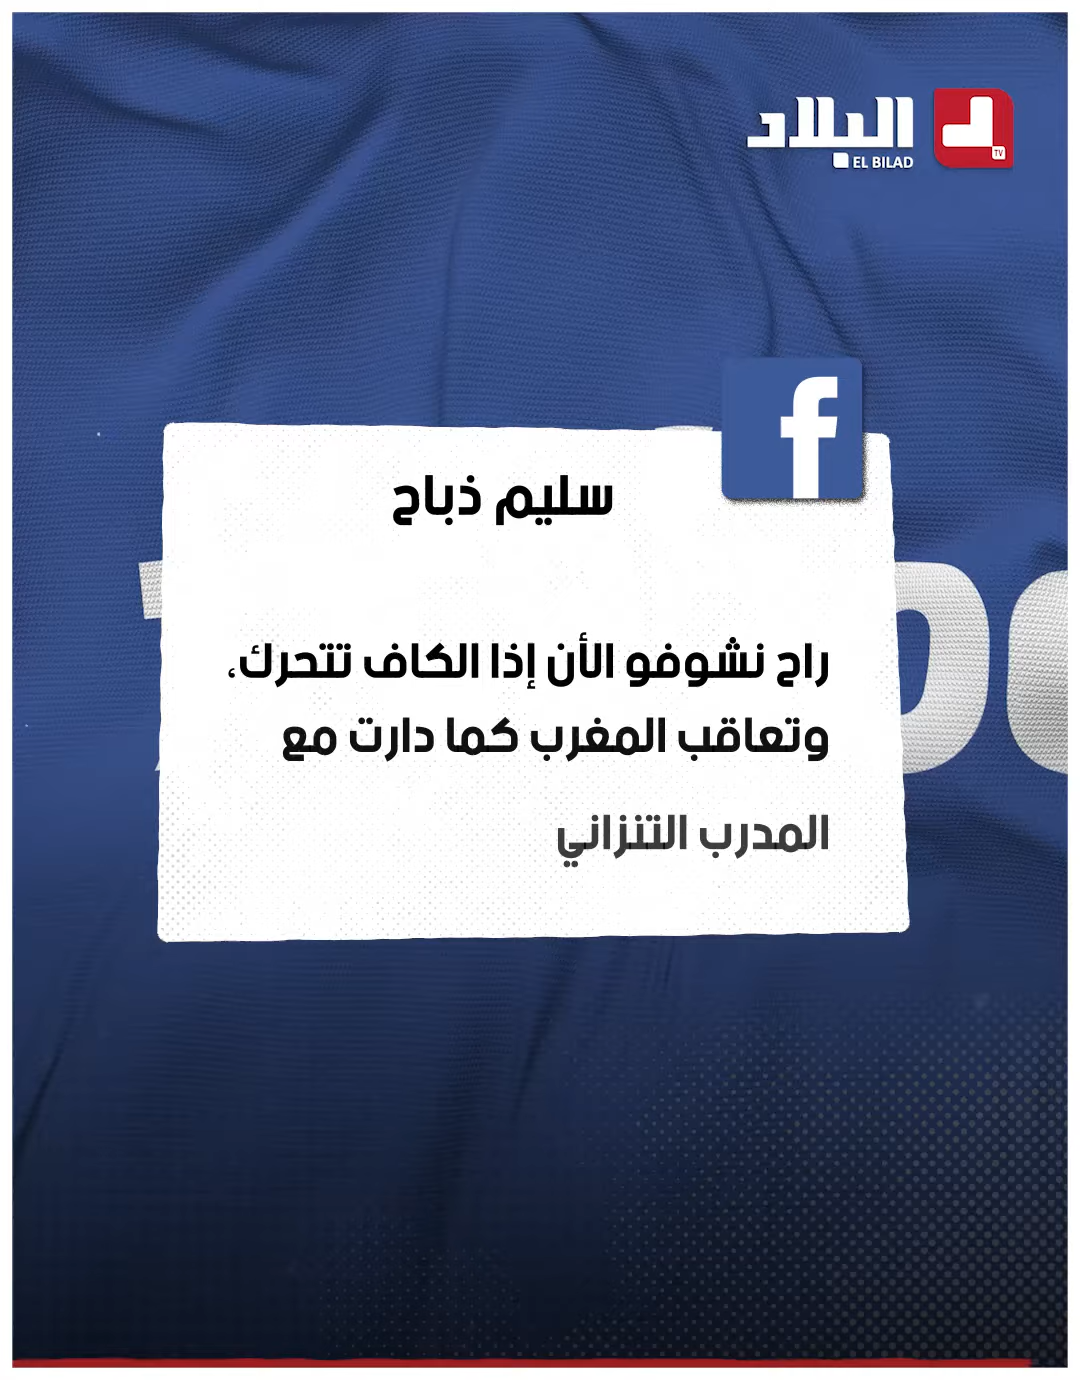 البلاد
EL BILAD
TV
f
سليم ذباح
راح نشوفو الأن إذا الكاف تتحرك،
وتعاقب المغرب كما دارت مع
المدرب التنزاني